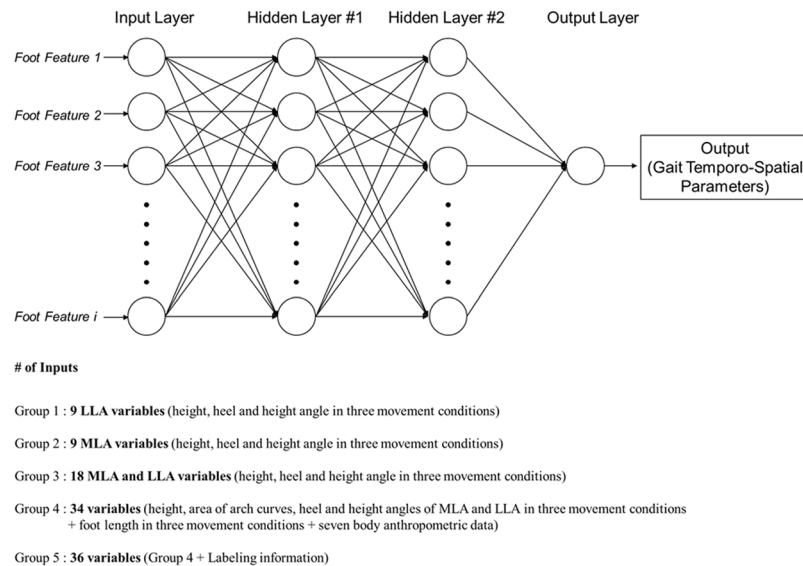 Input Layer
Hidden Layer #1
Hidden Layer #2
Output Layer
Foot Feature 1
Foot Feature 2
Foot Feature 3
Foot Feature i
Output
(Gait Temporo-Spatial
Parameters)
# of Inputs
Group 1 : 9 LLA variables (height, heel and height angle in three movement conditions)
Group 2 : 9 MLA variables (height, heel and height angle in three movement conditions)
Group 3 : 18 MLA and LLA variables (height, heel and height angle in three movement conditions)
Group 4 : 34 variables (height, area of arch curves, heel and height angles of MLA and LLA in three movement conditions
+ foot length in three movement conditions + seven body anthropometric data)
Group 5 : 36 variables (Group 4 + Labeling information)